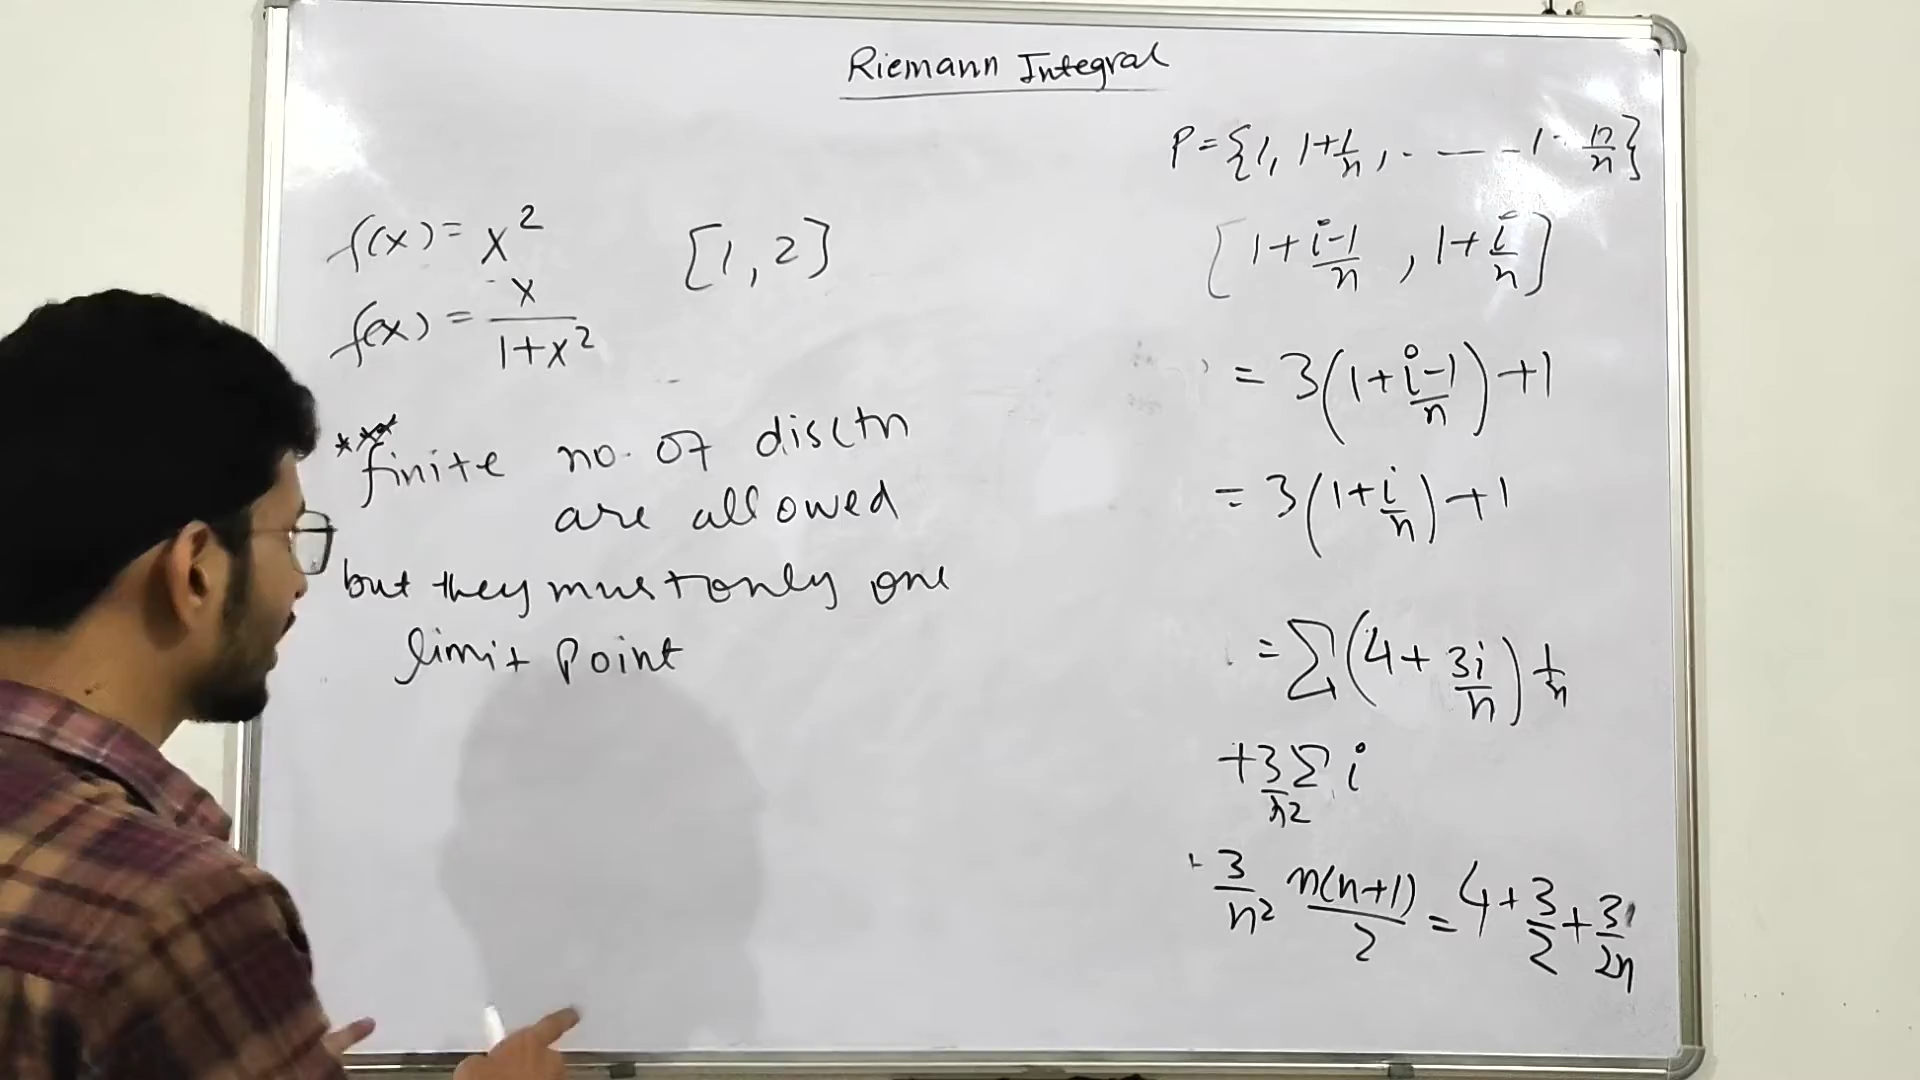 Riemann Integral
f(x) = x² [1, 2]
f(x) = x/(1+x²)
*** finite no. of disctn
are allowed
but they must only one
limit point
P = {1, 1+1/n, . — - 1 · n/n}
[1 + (i-1)/n , 1 + i/n]
= 3(1 + (i-1)/n) + 1
= 3(1 + i/n) + 1
= Σ(4 + 3i/n) 1/n
+ 3/n² Σ i
+ 3/n² n(n+1)/2 = 4 + 3/2 + 3/2n